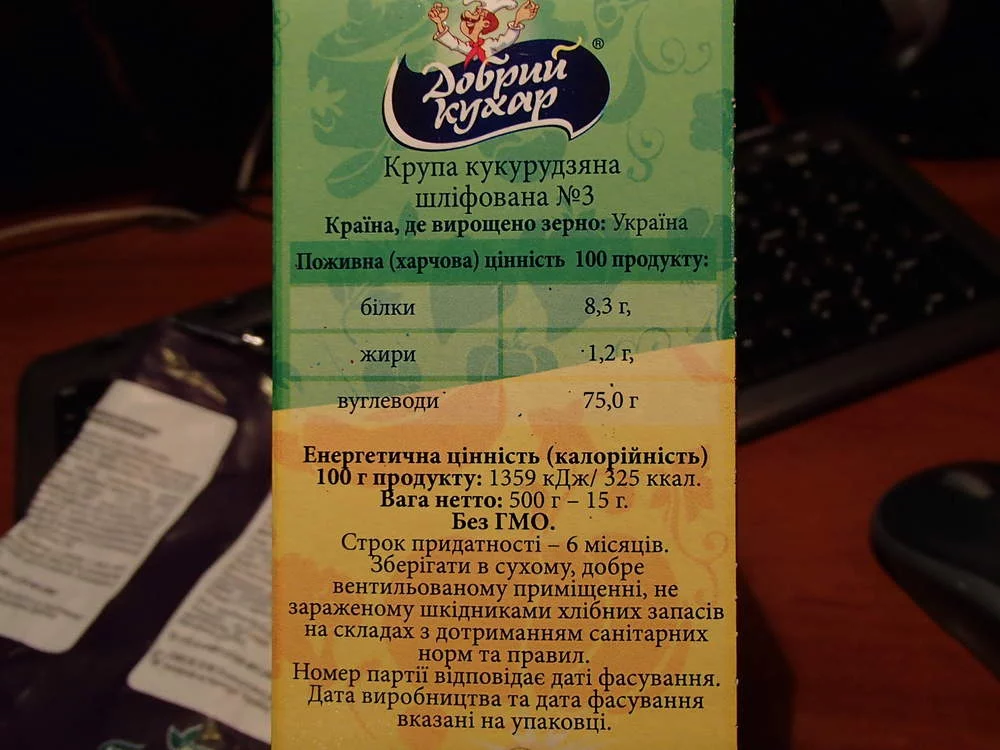 Добрий
кухар
®
Крупа кукурудзяна
шліфована №3
Країна, де вирощено зерно: Україна
Поживна (харчова) цінність 100 продукту:
білки 8,3 г,
жири 1,2 г,
вуглеводи 75,0 г
Енергетична цінність (калорійність)
100 г продукту: 1359 кДж/ 325 ккал.
Вага нетто: 500 г – 15 г.
Без ГМО.
Строк придатності – 6 місяців.
Зберігати в сухому, добре
вентильованому приміщенні, не
зараженому шкідниками хлібних запасів
на складах з дотриманням санітарних
норм та правил.
Номер партії відповідає даті фасування.
Дата виробництва та дата фасування
вказані на упаковці.